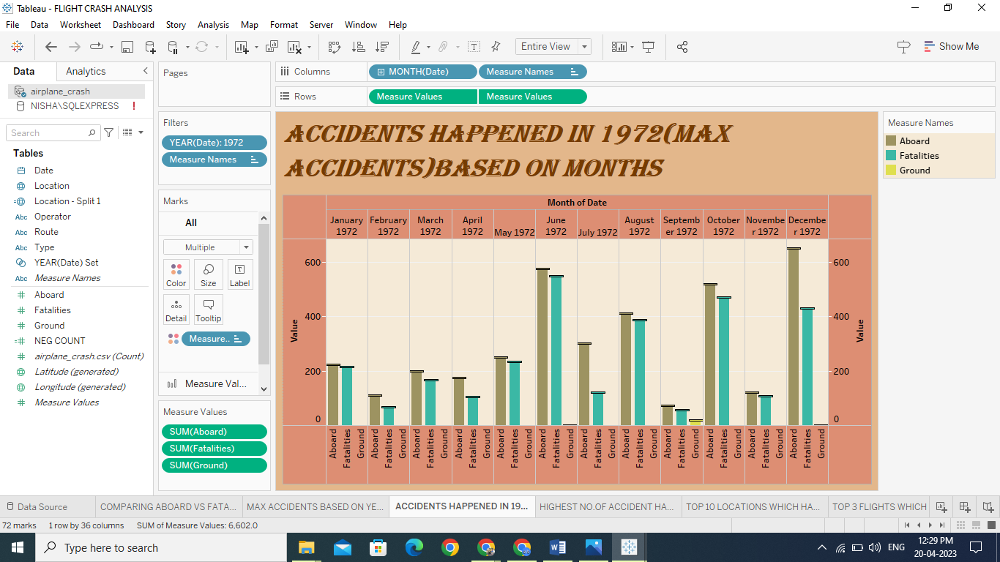 Tableau - FLIGHT CRASH ANALYSIS
File Data Worksheet Dashboard Story Analysis Map Format Server Window Help
Entire View
Show Me
Data Analytics
airplane_crash
NISHA\SQLEXPRESS !
Search
Tables
Date
Location
Location - Split 1
Abc Operator
Abc Route
Abc Type
YEAR(Date) Set
Abc Measure Names
Aboard
Fatalities
Ground
NEG COUNT
airplane_crash.csv (Count)
Latitude (generated)
Longitude (generated)
Measure Values
Pages
Filters
YEAR(Date): 1972
Measure Names
Marks
All
Multiple
Color Size Label
Detail Tooltip
Measure..
Measure Val...
Measure Values
SUM(Aboard)
SUM(Fatalities)
SUM(Ground)
Columns MONTH(Date) Measure Names
Rows Measure Values Measure Values
ACCIDENTS HAPPENED IN 1972(MAX
ACCIDENTS)BASED ON MONTHS
Month of Date
January February March April June August Septemb October Novembe Decembe
1972 1972 1972 1972 May 1972 1972 July 1972 1972 er 1972 1972 r 1972 r 1972
600 600
400 400
Value Value
200 200
0 0
Aboard Fatalities Ground Aboard Fatalities Ground Aboard Fatalities Ground Aboard Fatalities Ground Aboard Fatalities Ground Aboard Fatalities Ground Aboard Fatalities Ground Aboard Fatalities Ground Aboard Fatalities Ground Aboard Fatalities Ground Aboard Fatalities Ground Aboard Fatalities Ground
Measure Names
Aboard
Fatalities
Ground
Data Source COMPARING ABOARD VS FATA... MAX ACCIDENTS BASED ON YE... ACCIDENTS HAPPENED IN 19... HIGHEST NO.OF ACCIDENT HA... TOP 10 LOCATIONS WHICH HA... TOP 3 FLIGHTS WHICH
72 marks 1 row by 36 columns SUM of Measure Values: 6,602.0
Type here to search
ENG
12:29 PM
20-04-2023